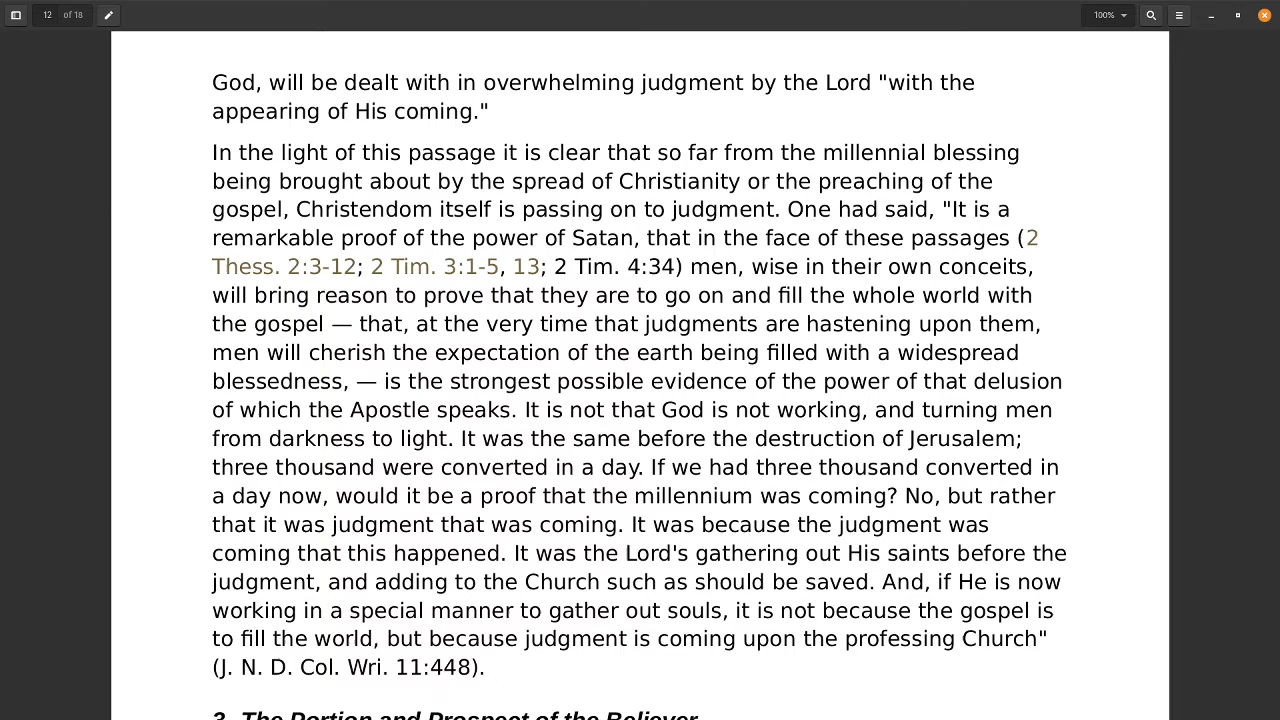 12 of 18
100%
God, will be dealt with in overwhelming judgment by the Lord "with the
appearing of His coming."
In the light of this passage it is clear that so far from the millennial blessing
being brought about by the spread of Christianity or the preaching of the
gospel, Christendom itself is passing on to judgment. One had said, "It is a
remarkable proof of the power of Satan, that in the face of these passages (2
Thess. 2:3-12; 2 Tim. 3:1-5, 13; 2 Tim. 4:34) men, wise in their own conceits,
will bring reason to prove that they are to go on and fill the whole world with
the gospel — that, at the very time that judgments are hastening upon them,
men will cherish the expectation of the earth being filled with a widespread
blessedness, — is the strongest possible evidence of the power of that delusion
of which the Apostle speaks. It is not that God is not working, and turning men
from darkness to light. It was the same before the destruction of Jerusalem;
three thousand were converted in a day. If we had three thousand converted in
a day now, would it be a proof that the millennium was coming? No, but rather
that it was judgment that was coming. It was because the judgment was
coming that this happened. It was the Lord's gathering out His saints before the
judgment, and adding to the Church such as should be saved. And, if He is now
working in a special manner to gather out souls, it is not because the gospel is
to fill the world, but because judgment is coming upon the professing Church"
(J. N. D. Col. Wri. 11:448).
3. The Portion and Prospect of the Believer